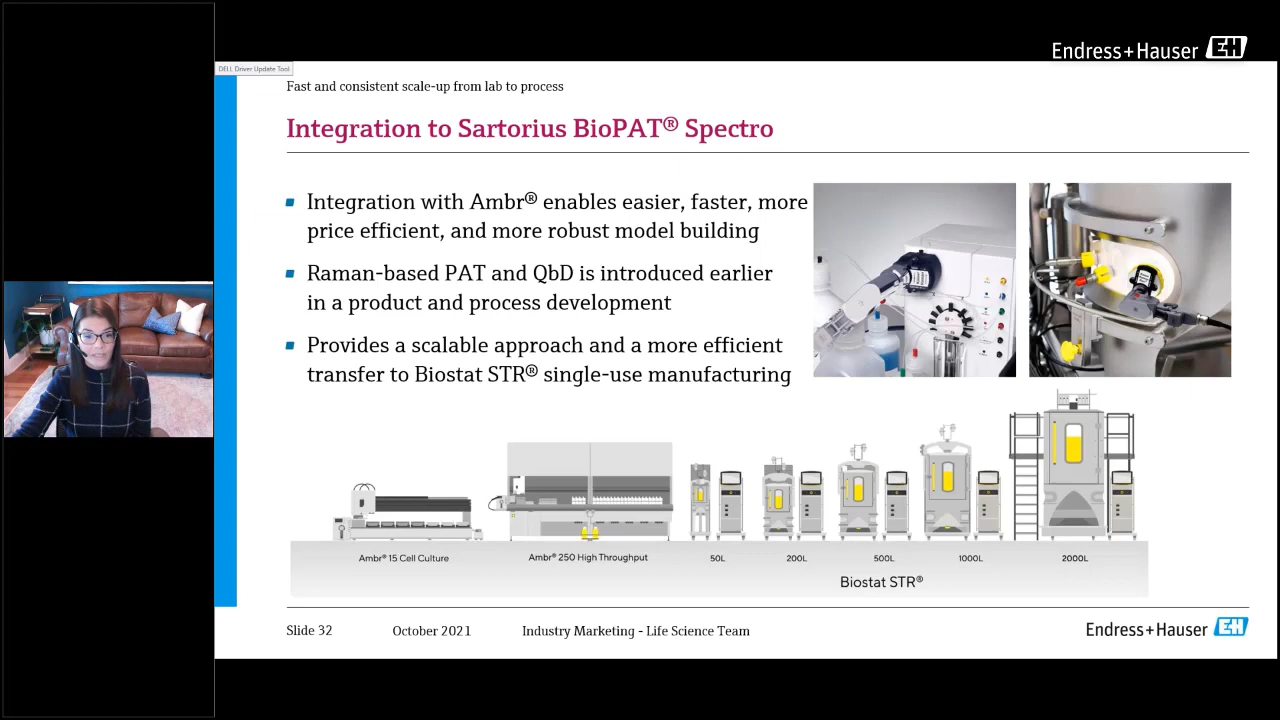 Endress+Hauser EH
DELL Driver Update Tool
Fast and consistent scale-up from lab to process
Integration to Sartorius BioPAT® Spectro
Integration with Ambr® enables easier, faster, more
price efficient, and more robust model building
Raman-based PAT and QbD is introduced earlier
in a product and process development
Provides a scalable approach and a more efficient
transfer to Biostat STR® single-use manufacturing
Ambr® 15 Cell Culture
Ambr® 250 High Throughput
50L
200L
500L
1000L
2000L
Biostat STR®
Slide 32
October 2021
Industry Marketing - Life Science Team
Endress+Hauser EH